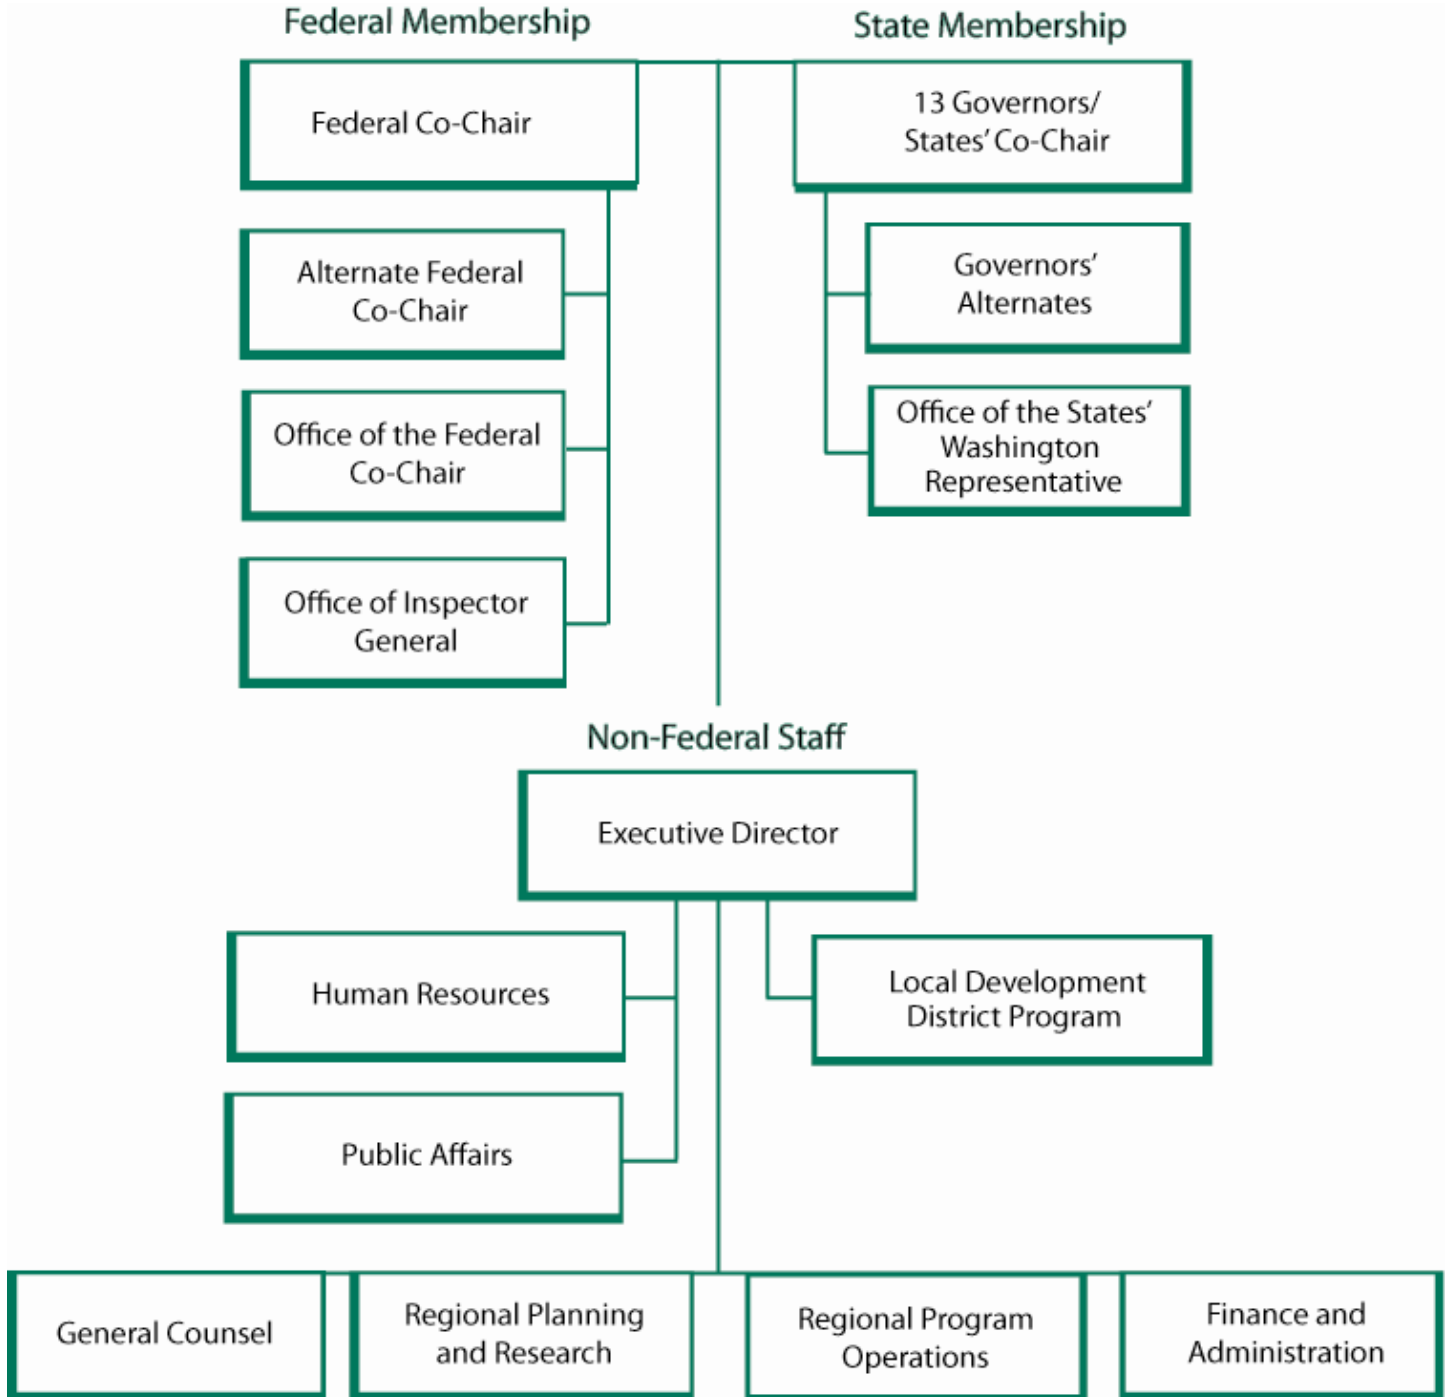 Federal Membership
State Membership
Federal Co-Chair
13 Governors/
States’ Co-Chair
Alternate Federal
Co-Chair
Governors’
Alternates
Office of the Federal
Co-Chair
Office of the States’
Washington
Representative
Office of Inspector
General
Non-Federal Staff
Executive Director
Human Resources
Local Development
District Program
Public Affairs
General Counsel
Regional Planning
and Research
Regional Program
Operations
Finance and
Administration